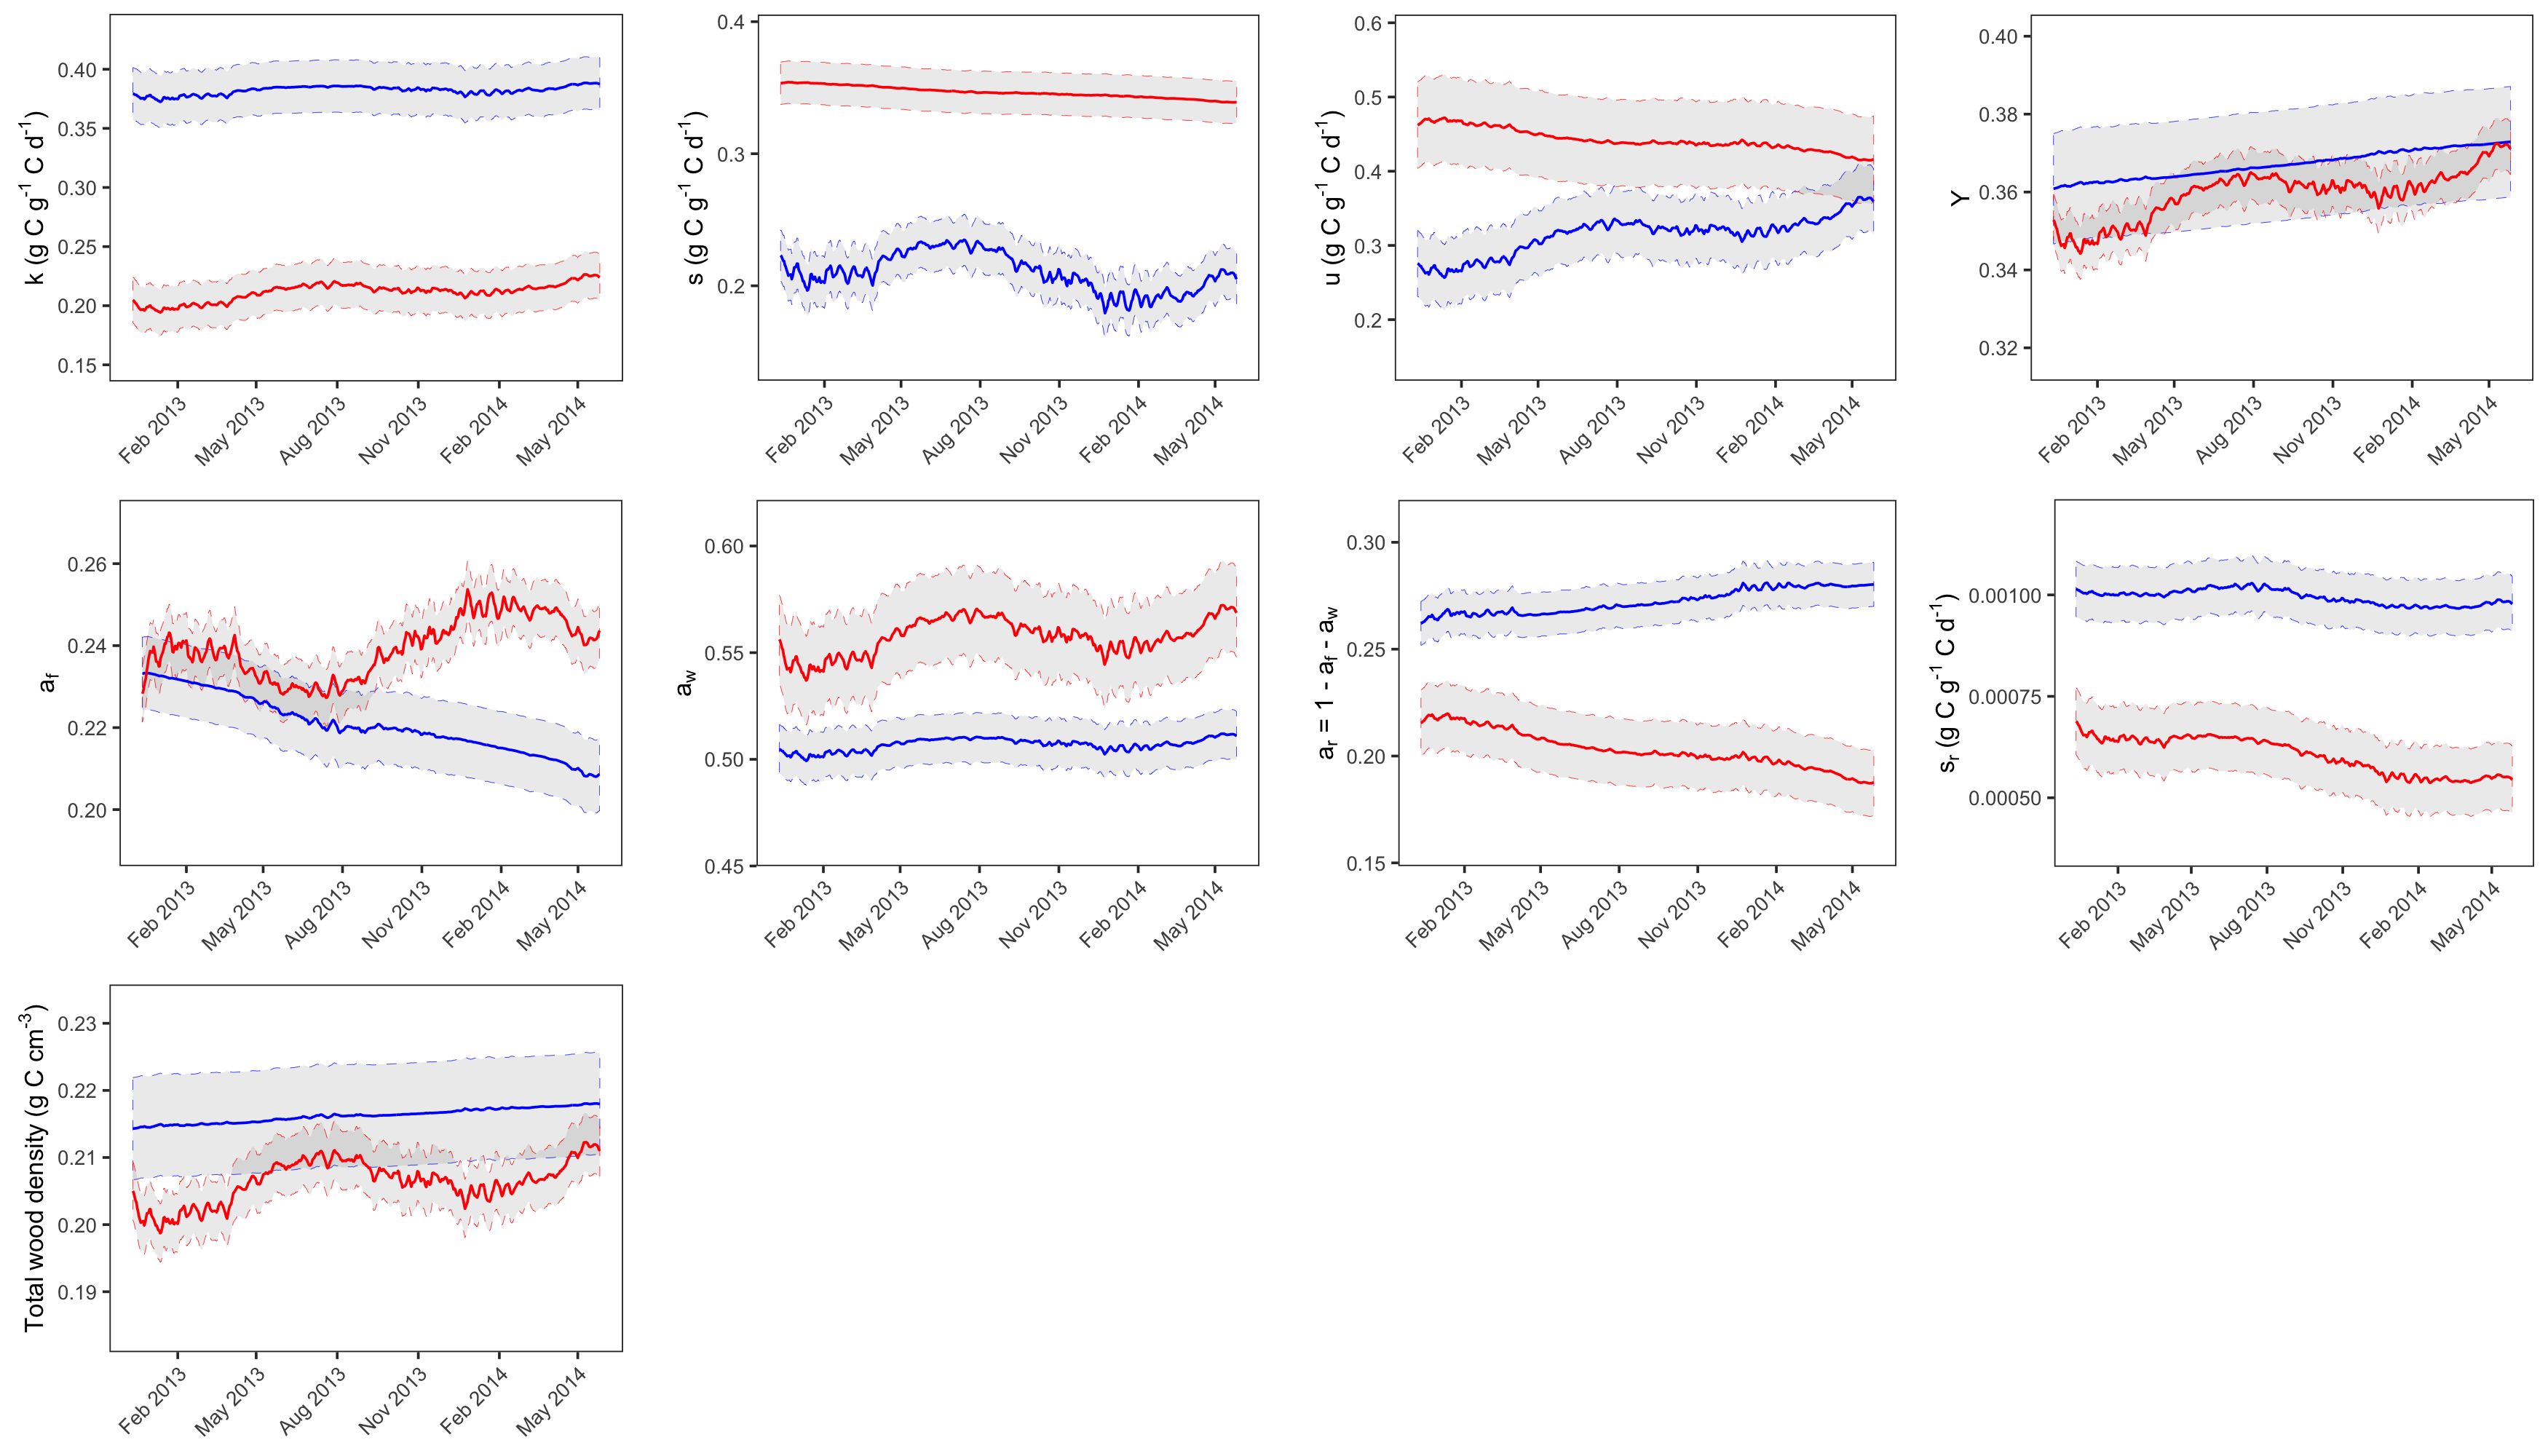 k (g C g⁻¹ C d⁻¹)
0.40
0.35
0.30
0.25
0.20
0.15
Feb 2013
May 2013
Aug 2013
Nov 2013
Feb 2014
May 2014
s (g C g⁻¹ C d⁻¹)
0.4
0.3
0.2
Feb 2013
May 2013
Aug 2013
Nov 2013
Feb 2014
May 2014
u (g C g⁻¹ C d⁻¹)
0.6
0.5
0.4
0.3
0.2
Feb 2013
May 2013
Aug 2013
Nov 2013
Feb 2014
May 2014
Y
0.40
0.38
0.36
0.34
0.32
Feb 2013
May 2013
Aug 2013
Nov 2013
Feb 2014
May 2014
a_f
0.26
0.24
0.22
0.20
Feb 2013
May 2013
Aug 2013
Nov 2013
Feb 2014
May 2014
a_w
0.60
0.55
0.50
0.45
Feb 2013
May 2013
Aug 2013
Nov 2013
Feb 2014
May 2014
a_r = 1 - a_f - a_w
0.30
0.25
0.20
0.15
Feb 2013
May 2013
Aug 2013
Nov 2013
Feb 2014
May 2014
s_r (g C g⁻¹ C d⁻¹)
0.00100
0.00075
0.00050
Feb 2013
May 2013
Aug 2013
Nov 2013
Feb 2014
May 2014
Total wood density (g C cm⁻³)
0.23
0.22
0.21
0.20
0.19
Feb 2013
May 2013
Aug 2013
Nov 2013
Feb 2014
May 2014